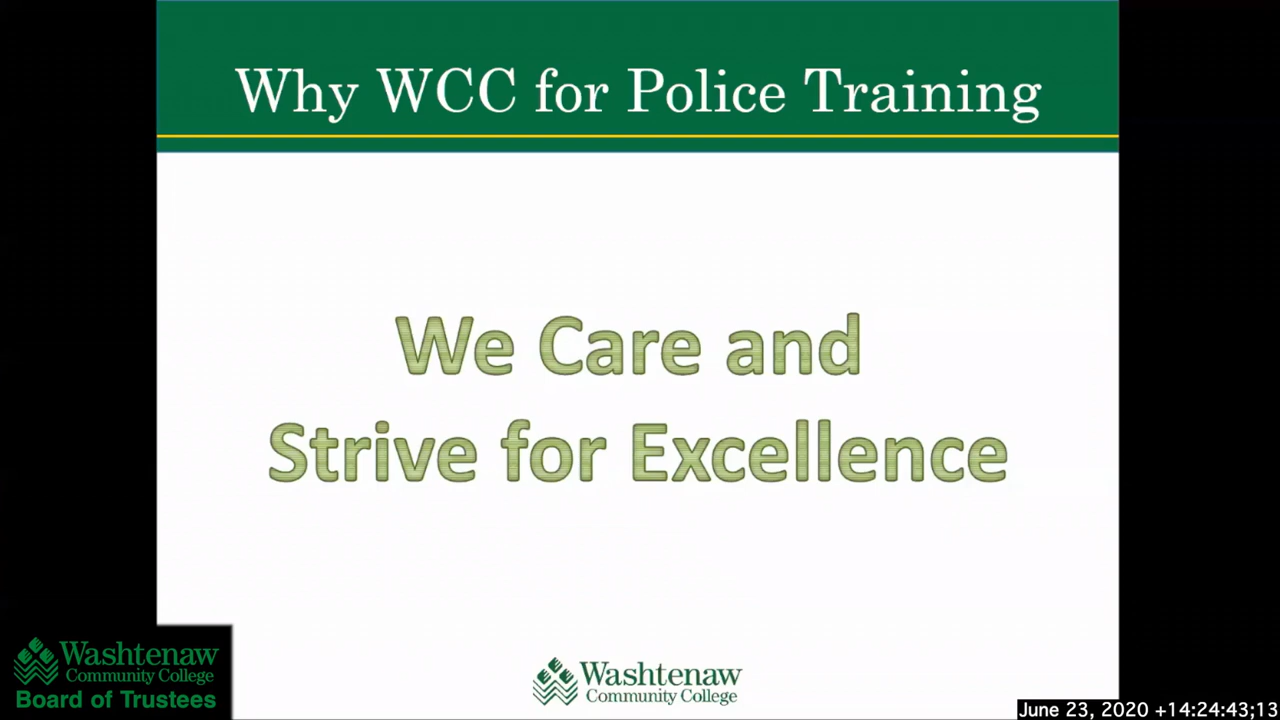 Why WCC for Police Training
We Care and
Strive for Excellence
Washtenaw
Community College
Board of Trustees
Washtenaw
Community College
June 23, 2020 +14:24:43;13